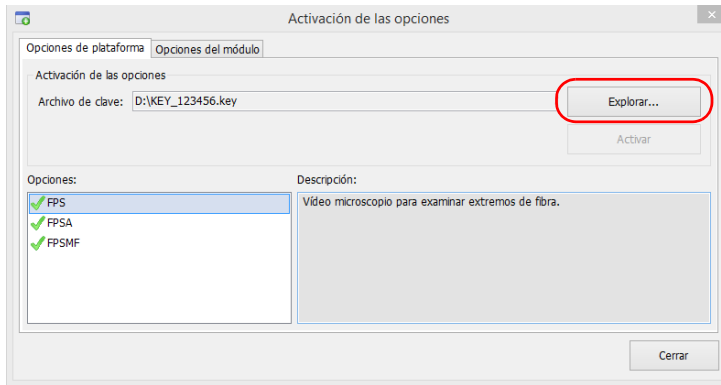 Activación de las opciones
Opciones de plataforma Opciones del módulo
Activación de las opciones
Archivo de clave: D:\KEY_123456.key Explorar...
Activar
Opciones: Descripción:
FPS Vídeo microscopio para examinar extremos de fibra.
FPSA
FPSMF
Cerrar